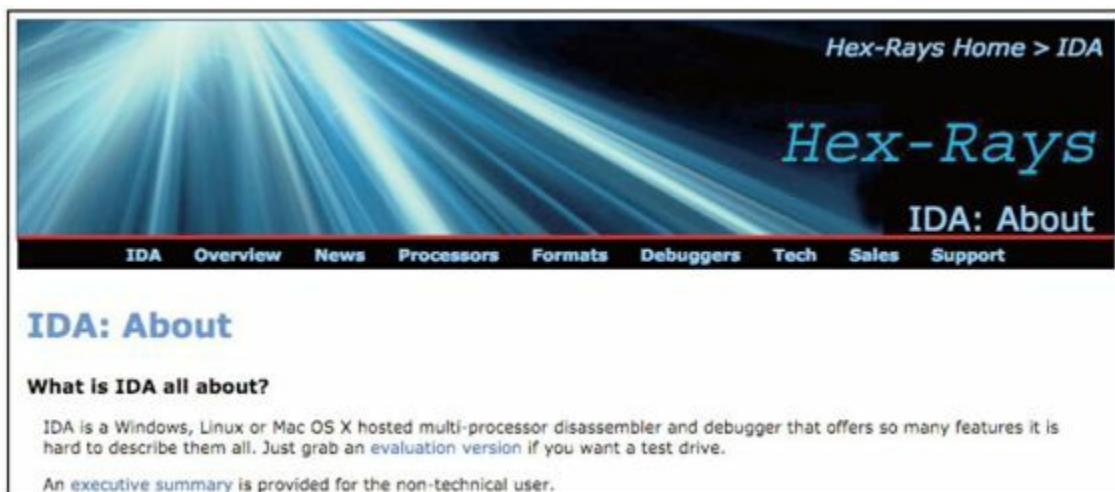 Hex-Rays Home > IDA
Hex-Rays
IDA: About
IDA Overview News Processors Formats Debuggers Tech Sales Support
IDA: About
What is IDA all about?
IDA is a Windows, Linux or Mac OS X hosted multi-processor disassembler and debugger that offers so many features it is
hard to describe them all. Just grab an evaluation version if you want a test drive.
An executive summary is provided for the non-technical user.